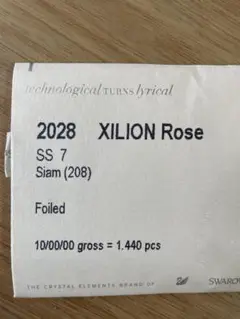 technological TURNS lyrical
2028 XILION Rose
SS 7
Siam (208)
Foiled
10/00/00 gross = 1.440 pcs
THE CRYSTAL ELEMENTS BRAND OF
SWAROV